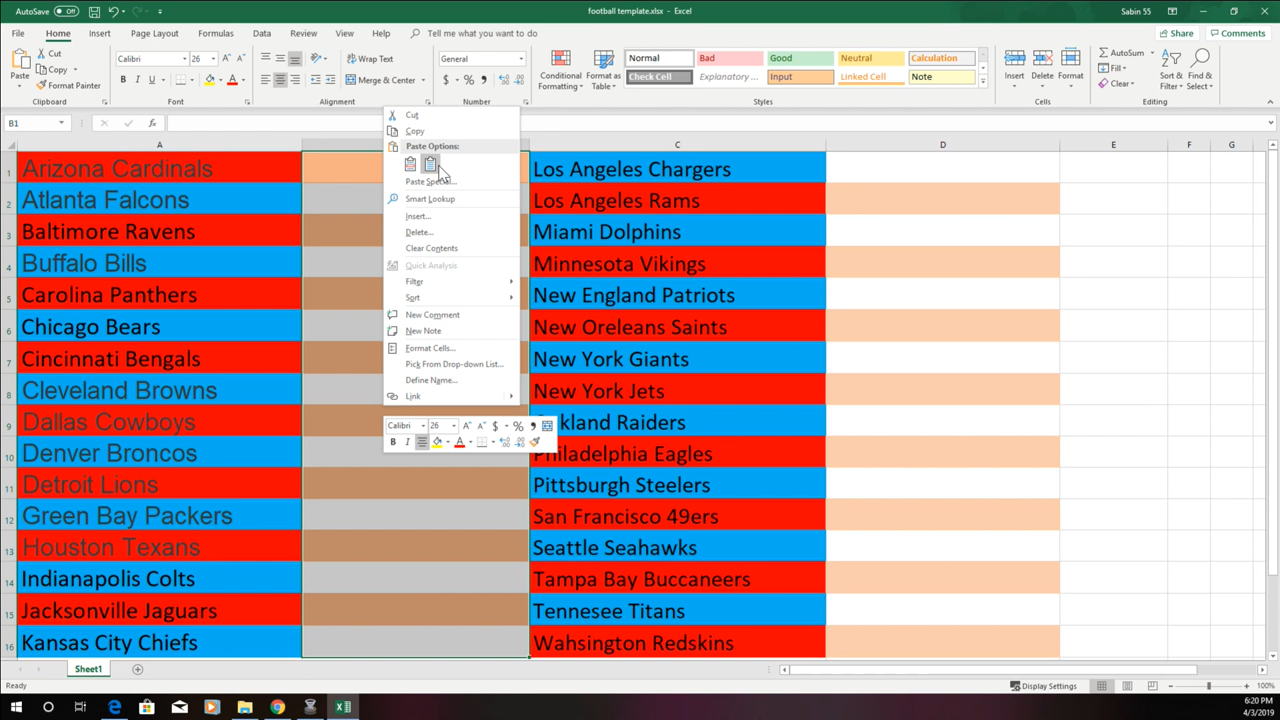 AutoSave Off football template.xlsx - Excel Sabin 55
File Home Insert Page Layout Formulas Data Review View Help Tell me what you want to do Share Comments
Paste Cut Copy Format Painter Clipboard
Calibri 26 B I U Font
Wrap Text Merge & Center Alignment
General $ % Number
Conditional Formatting Format as Table
Normal Bad Good Neutral Calculation
Check Cell Explanatory ... Input Linked Cell Note
Styles
Insert Delete Format Cells
AutoSum Fill Clear Sort & Filter Find & Select Editing
B1 fx
A C D E F G
1 Arizona Cardinals Los Angeles Chargers
2 Atlanta Falcons Los Angeles Rams
3 Baltimore Ravens Miami Dolphins
4 Buffalo Bills Minnesota Vikings
5 Carolina Panthers New England Patriots
6 Chicago Bears New Oreleans Saints
7 Cincinnati Bengals New York Giants
8 Cleveland Browns New York Jets
9 Dallas Cowboys kland Raiders
10 Denver Broncos Philadelphia Eagles
11 Detroit Lions Pittsburgh Steelers
12 Green Bay Packers San Francisco 49ers
13 Houston Texans Seattle Seahawks
14 Indianapolis Colts Tampa Bay Buccaneers
15 Jacksonville Jaguars Tennesee Titans
16 Kansas City Chiefs Wahsington Redskins
Cut
Copy
Paste Options:
Paste Special...
Smart Lookup
Insert...
Delete...
Clear Contents
Quick Analysis
Filter
Sort
New Comment
New Note
Format Cells...
Pick From Drop-down List...
Define Name...
Link
Calibri 26 $ %
B I A
Sheet1
Ready Display Settings 100%
6:20 PM
4/3/2019